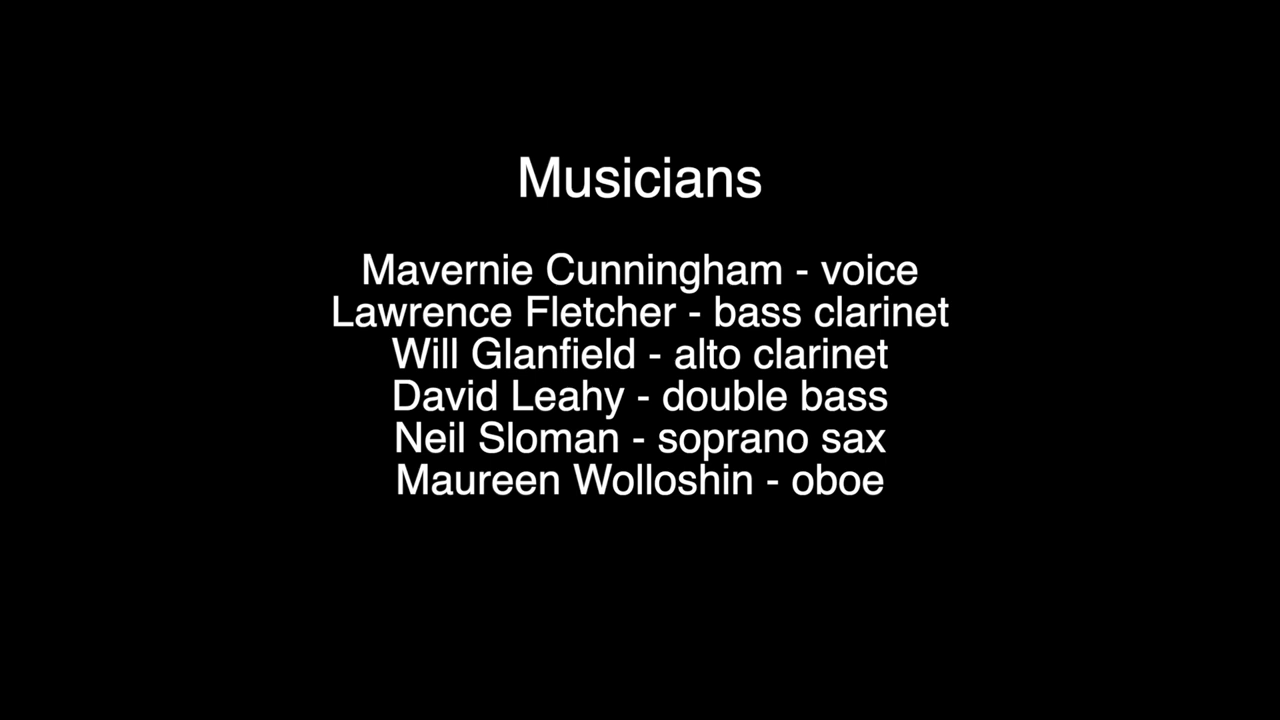 Musicians
Mavernie Cunningham - voice
Lawrence Fletcher - bass clarinet
Will Glanfield - alto clarinet
David Leahy - double bass
Neil Sloman - soprano sax
Maureen Wolloshin - oboe